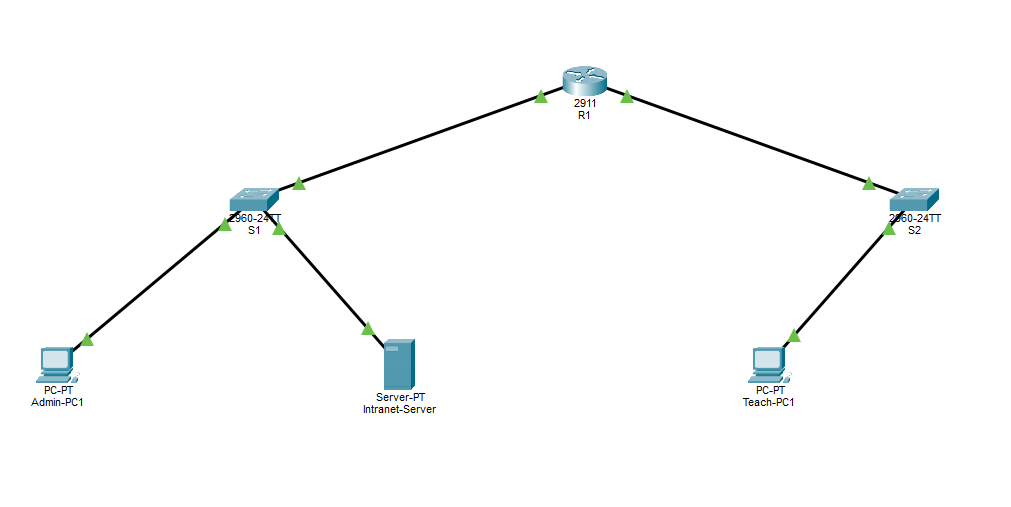 2911
R1
2960-24TT
S1
2960-24TT
S2
PC-PT
Admin-PC1
Server-PT
Intranet-Server
PC-PT
Teach-PC1